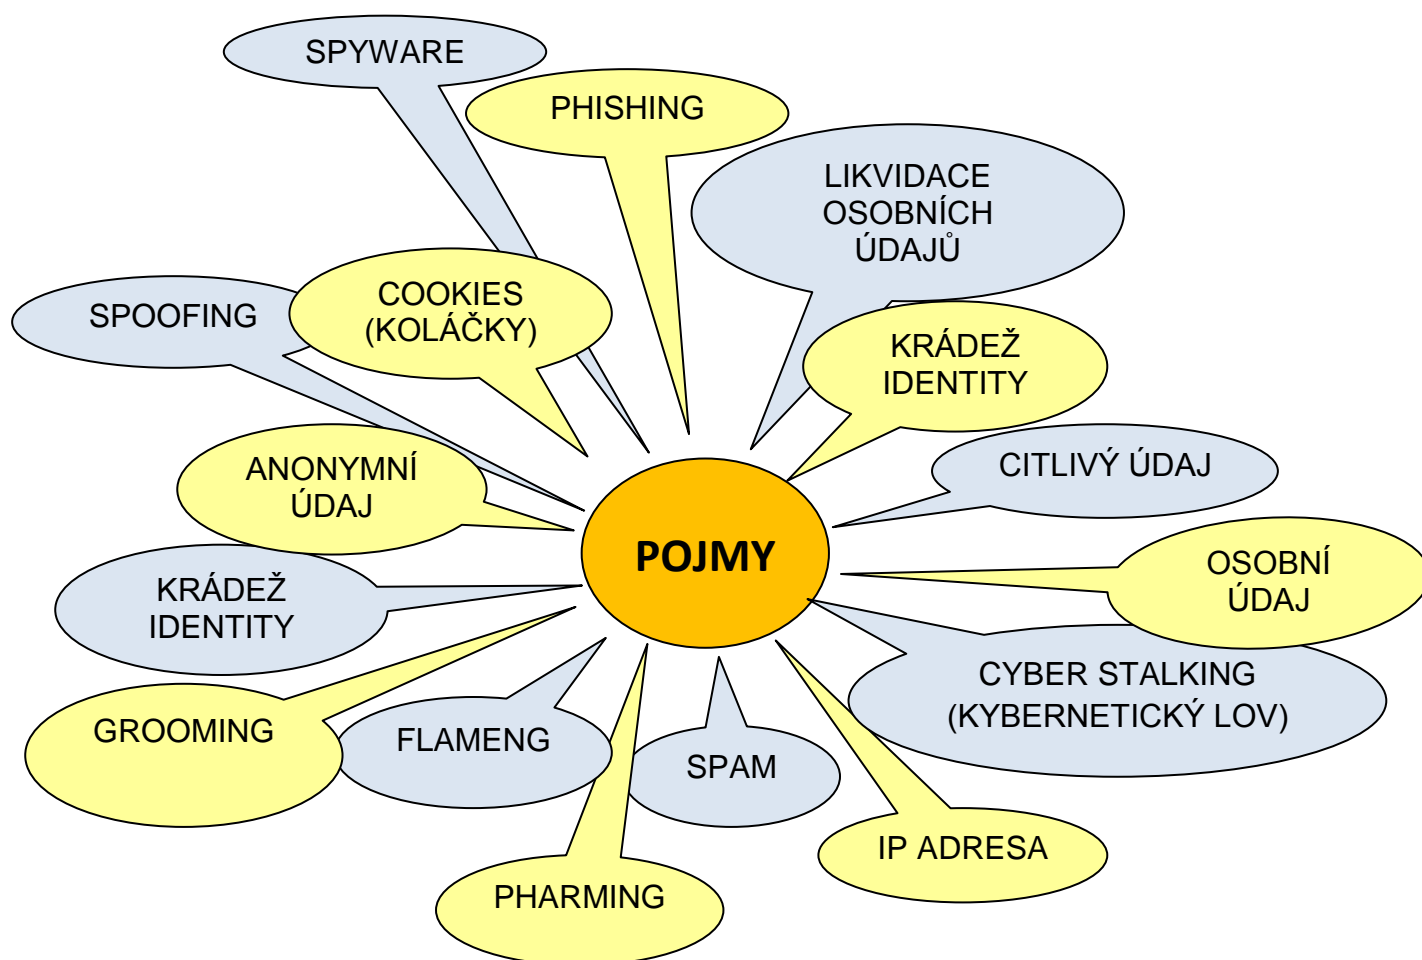 SPYWARE
PHISHING
LIKVIDACE
OSOBNÍCH
ÚDAJŮ
SPOOFING
COOKIES
(KOLÁČKY)
KRÁDEŽ
IDENTITY
ANONYMNÍ
ÚDAJ
CITLIVÝ ÚDAJ
POJMY
OSOBNÍ
ÚDAJ
KRÁDEŽ
IDENTITY
CYBER STALKING
(KYBERNETICKÝ LOV)
GROOMING
FLAMENG
SPAM
IP ADRESA
PHARMING